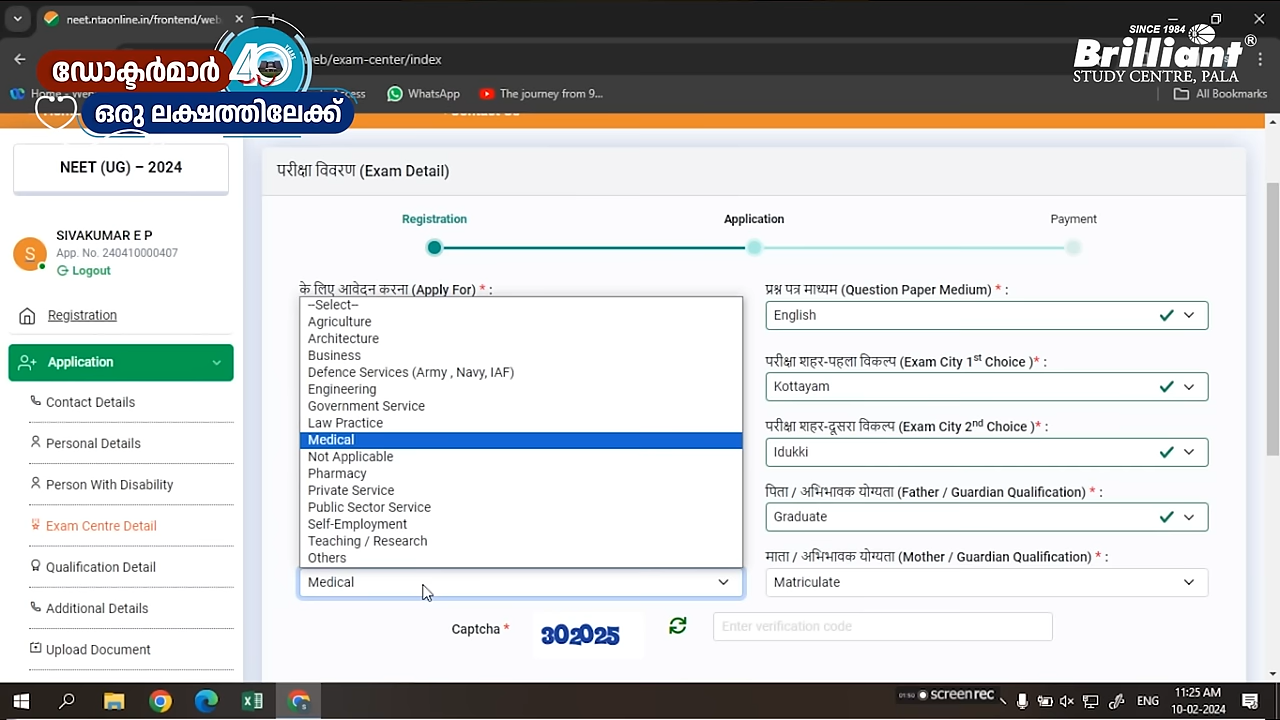 neet.ntaonline.in/frontend/web
eb/exam-center/index
SINCE 1984
Brilliant®
STUDY CENTRE, PALA
ഡോക്ടർമാർ
40
YEARS
ഒരു ലക്ഷത്തിലേക്ക്
WhatsApp
The journey from 9...
All Bookmarks
NEET (UG) – 2024
S
SIVAKUMAR E P
App. No. 240410000407
Logout
Registration
Application
Contact Details
Personal Details
Person With Disability
Exam Centre Detail
Qualification Detail
Additional Details
Upload Document
परीक्षा विवरण (Exam Detail)
Registration
Application
Payment
के लिए आवेदन करना (Apply For) * :
--Select--
Agriculture
Architecture
Business
Defence Services (Army , Navy, IAF)
Engineering
Government Service
Law Practice
Medical
Not Applicable
Pharmacy
Private Service
Public Sector Service
Self-Employment
Teaching / Research
Others
Medical
प्रश्न पत्र माध्यम (Question Paper Medium) * :
English
परीक्षा शहर-पहला विकल्प (Exam City 1st Choice )* :
Kottayam
परीक्षा शहर-दूसरा विकल्प (Exam City 2nd Choice )* :
Idukki
पिता / अभिभावक योग्यता (Father / Guardian Qualification) * :
Graduate
माता / अभिभावक योग्यता (Mother / Guardian Qualification) * :
Matriculate
Captcha *
302025
Enter verification code
screenrec
ENG
11:25 AM
10-02-2024